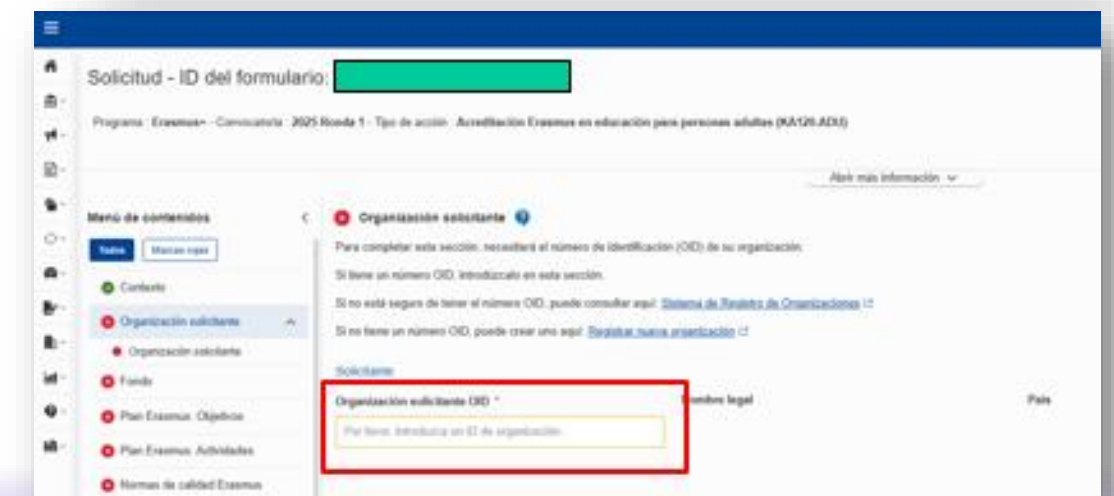 Solicitud - ID del formulario:
Programa Erasmus+ - Convocatoria 2025 Ronda 1 - Tipo de acción Acreditación Erasmus en educación para personas adultas (KA120-ADU)
Abrir más información
Menú de contenidos
Todos
Marcas rojas
Contexto
Organización solicitante
Organización solicitante
Fondo
Plan Erasmus: Objetivos
Plan Erasmus: Actividades
Normas de calidad Erasmus
Organización solicitante
Para completar esta sección, necesitará el número de identificación (OID) de su organización.
Si tiene un número OID, introdúzcalo en esta sección.
Si no está seguro de tener el número OID, puede consultar aquí: Sistema de Registro de Organizaciones
Si no tiene un número OID, puede crear uno aquí: Registrar nueva organización
Solicitante
Organización solicitante OID *
Nombre legal
País
Por favor, introduzca un ID de organización